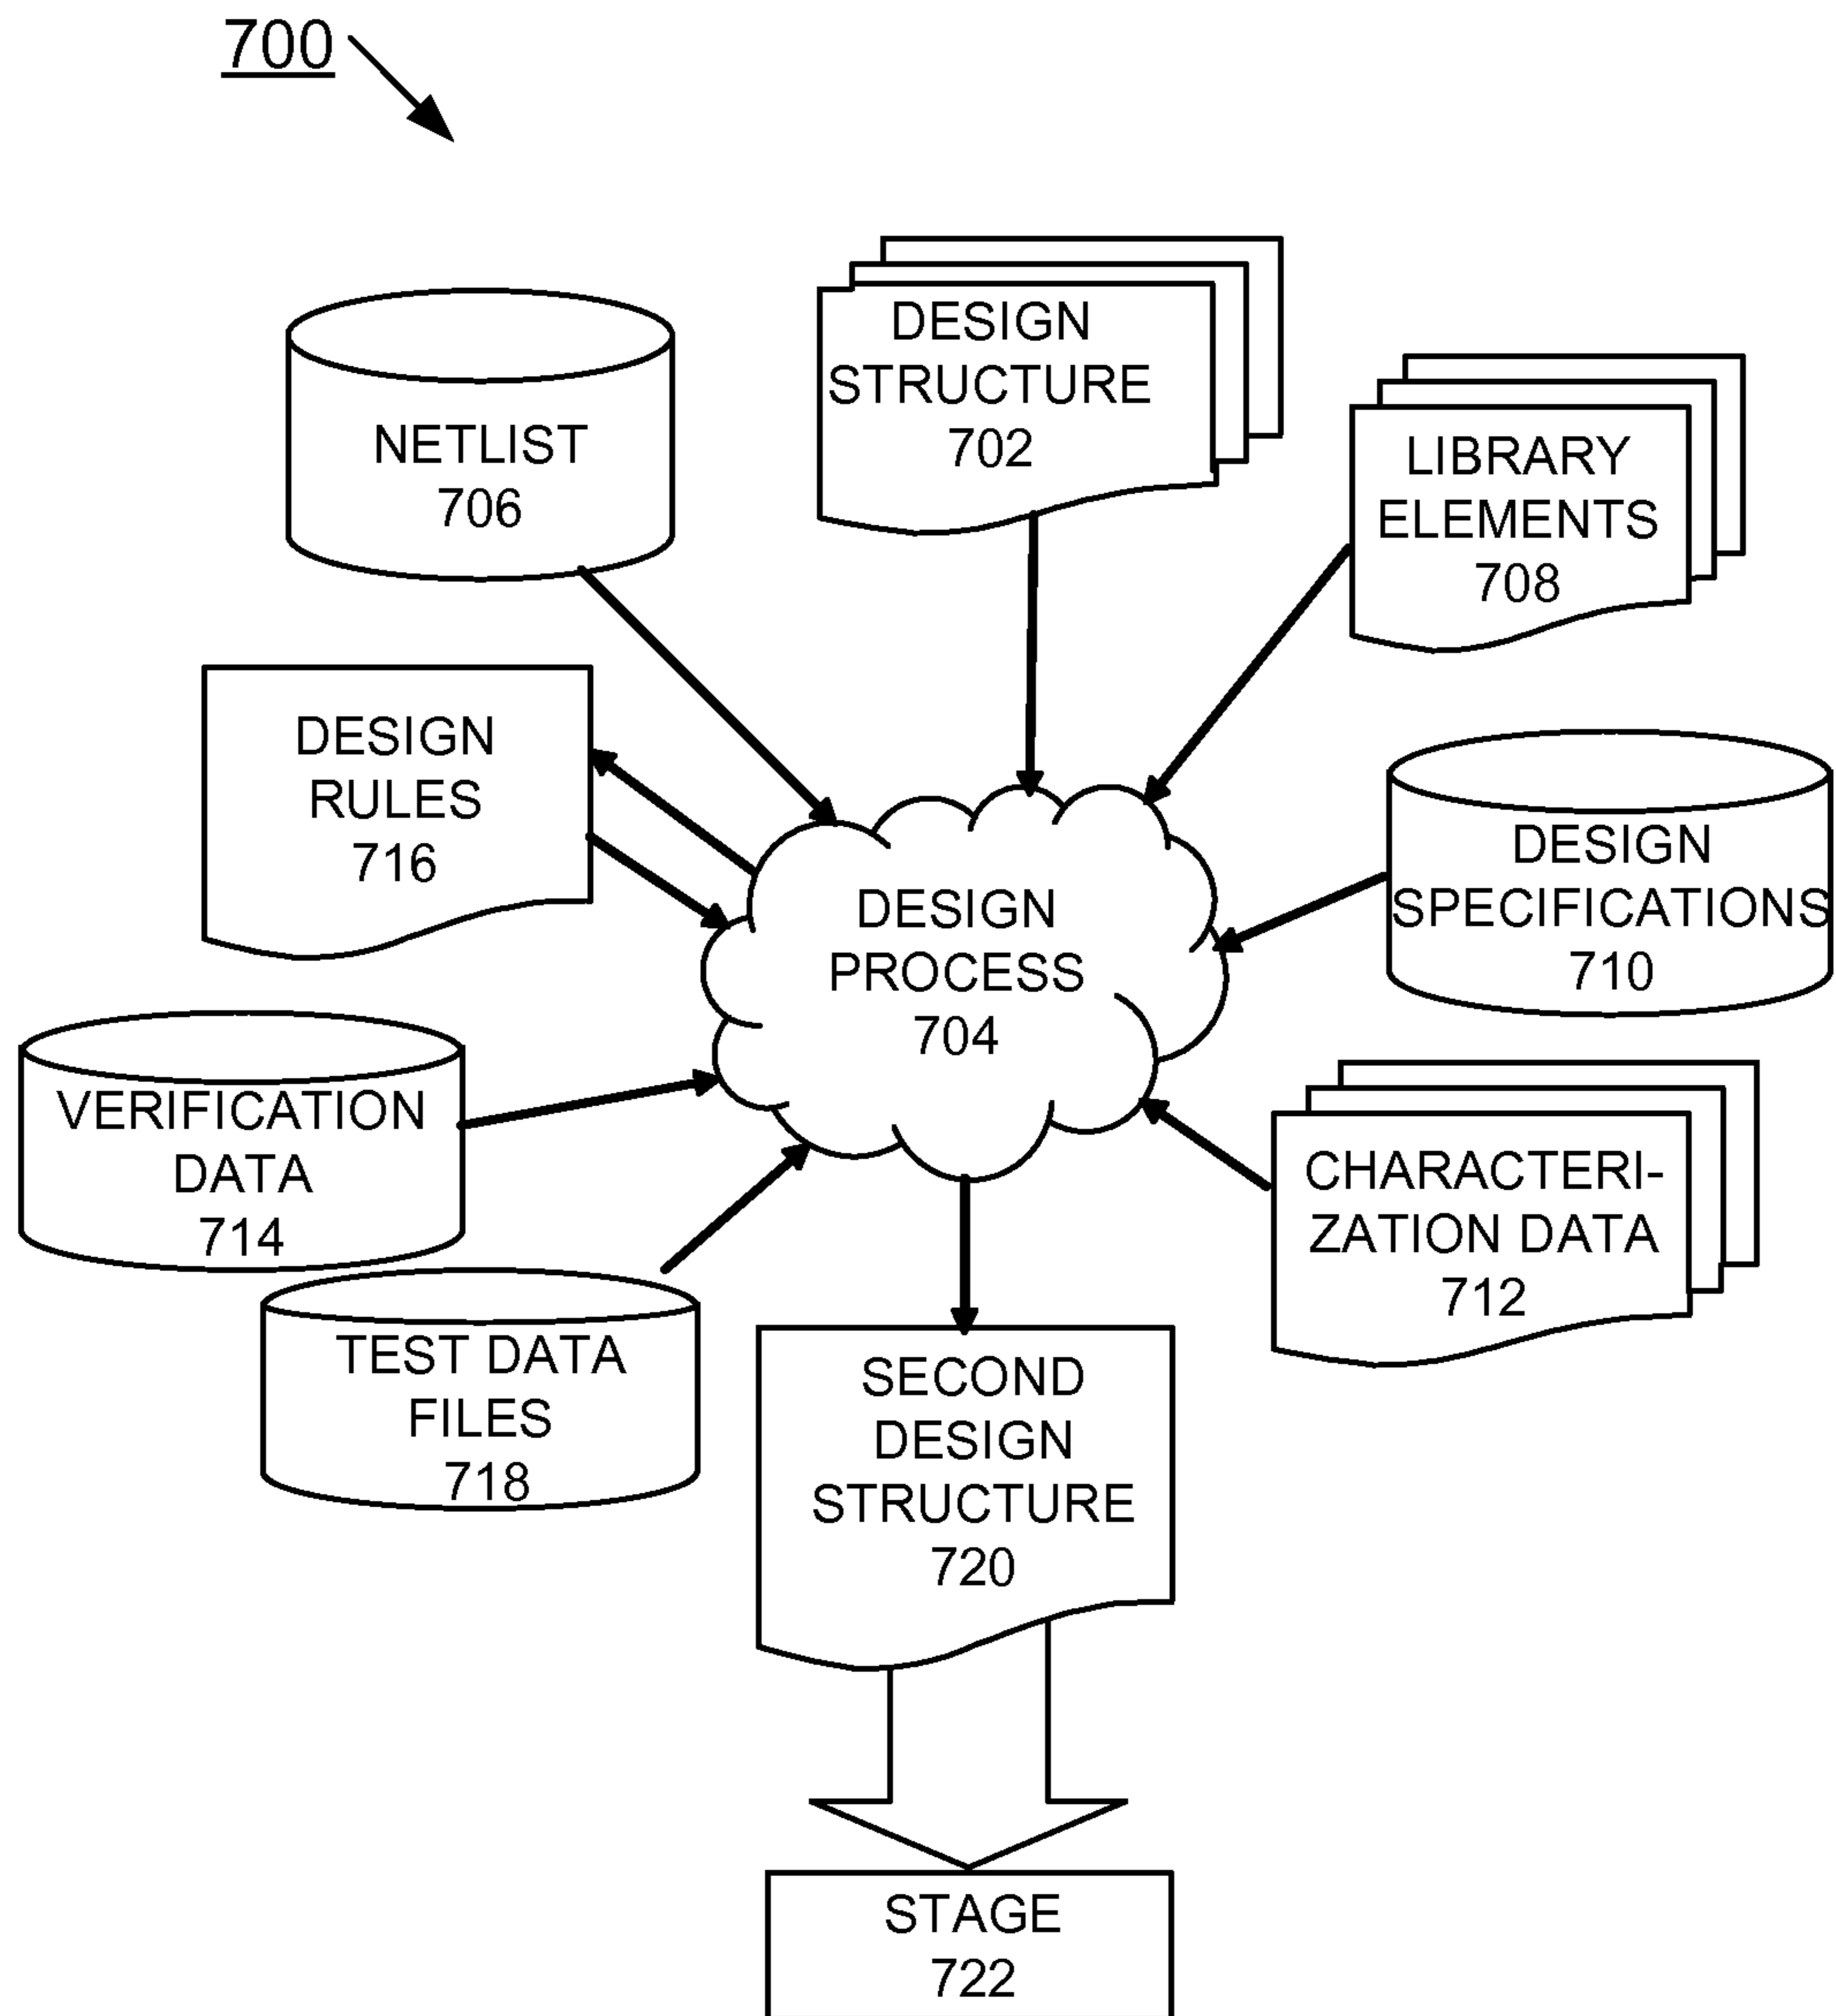 700
DESIGN
STRUCTURE
702
NETLIST
706
LIBRARY
ELEMENTS
708
DESIGN
RULES
716
DESIGN
SPECIFICATIONS
710
DESIGN
PROCESS
704
VERIFICATION
DATA
714
CHARACTERI-
ZATION DATA
712
TEST DATA
FILES
718
SECOND
DESIGN
STRUCTURE
720
STAGE
722